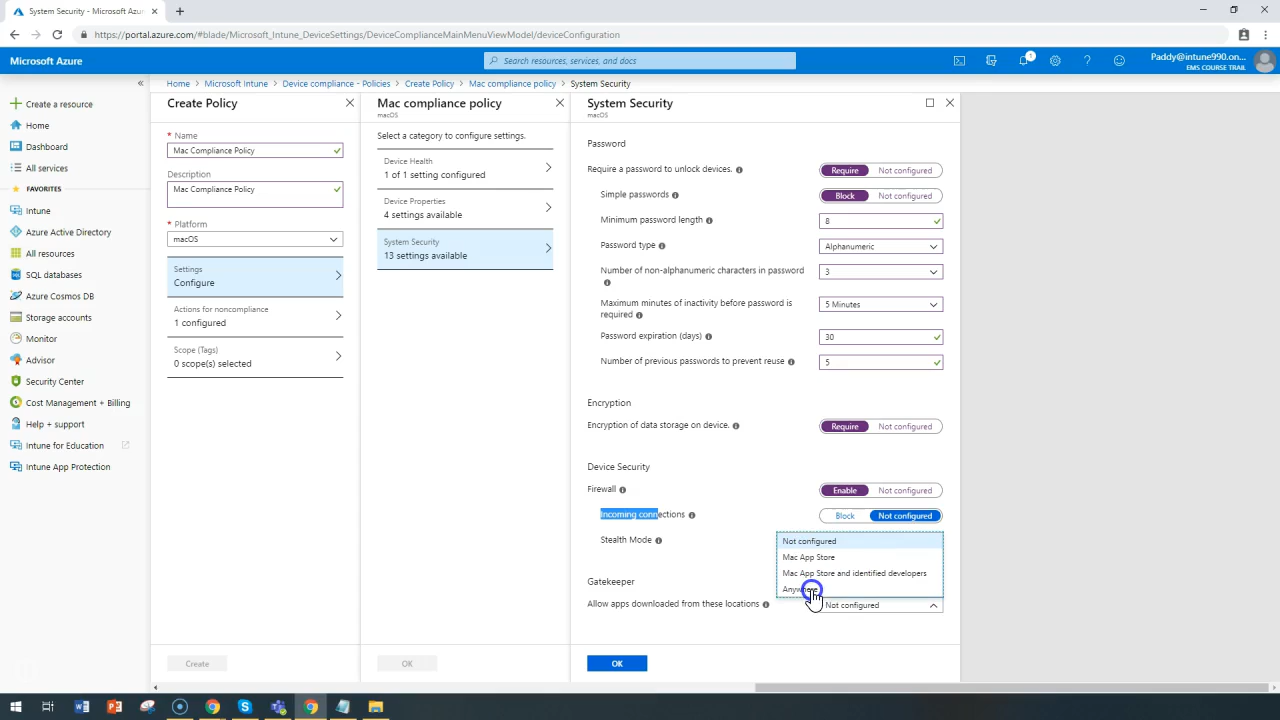 System Security - Microsoft Azure
https://portal.azure.com/#blade/Microsoft_Intune_DeviceSettings/DeviceComplianceMainMenuViewModel/deviceConfiguration
Microsoft Azure
Search resources, services, and docs
1
Paddy@intune990.on...
EMS COURSE TRAIL
Home > Microsoft Intune > Device compliance - Policies > Create Policy > Mac compliance policy > System Security
Create a resource
Home
Dashboard
All services
FAVORITES
Intune
Azure Active Directory
All resources
SQL databases
Azure Cosmos DB
Storage accounts
Monitor
Advisor
Security Center
Cost Management + Billing
Help + support
Intune for Education
Intune App Protection
Create Policy
* Name
Mac Compliance Policy
Description
Mac Compliance Policy
* Platform
macOS
Settings
Configure
Actions for noncompliance
1 configured
Scope (Tags)
0 scope(s) selected
Create
Mac compliance policy
macOS
Select a category to configure settings.
Device Health
1 of 1 setting configured
Device Properties
4 settings available
System Security
13 settings available
OK
System Security
macOS
Password
Require a password to unlock devices. Require Not configured
Simple passwords Block Not configured
Minimum password length 8
Password type Alphanumeric
Number of non-alphanumeric characters in password 3
Maximum minutes of inactivity before password is
required 5 Minutes
Password expiration (days) 30
Number of previous passwords to prevent reuse 5
Encryption
Encryption of data storage on device. Require Not configured
Device Security
Firewall Enable Not configured
Incoming connections Block Not configured
Stealth Mode
Not configured
Mac App Store
Mac App Store and identified developers
Anywhere
Gatekeeper
Allow apps downloaded from these locations Not configured
OK